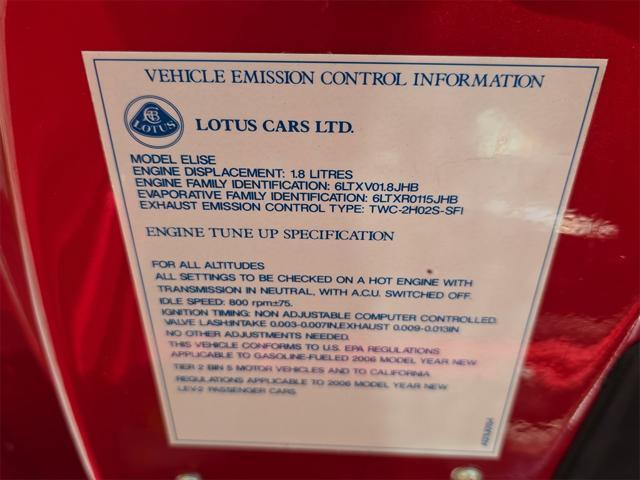 VEHICLE EMISSION CONTROL INFORMATION
LOTUS
LOTUS CARS LTD.
MODEL ELISE
ENGINE DISPLACEMENT: 1.8 LITRES
ENGINE FAMILY IDENTIFICATION: 6LTXV01.8JHB
EVAPORATIVE FAMILY IDENTIFICATION: 6LTXR0115JHB
EXHAUST EMISSION CONTROL TYPE: TWC-2HO2S-SFI
ENGINE TUNE UP SPECIFICATION
FOR ALL ALTITUDES
ALL SETTINGS TO BE CHECKED ON A HOT ENGINE WITH
TRANSMISSION IN NEUTRAL, WITH A.C.U. SWITCHED OFF.
IDLE SPEED: 800 rpm±75.
IGNITION TIMING: NON ADJUSTABLE COMPUTER CONTROLLED.
VALVE LASH:INTAKE 0.003-0.007IN,EXHAUST 0.009-0.013IN
NO OTHER ADJUSTMENTS NEEDED.
THIS VEHICLE CONFORMS TO U.S. EPA REGULATIONS
APPLICABLE TO GASOLINE-FUELED 2006 MODEL YEAR NEW
TIER 2 BIN 5 MOTOR VEHICLES AND TO CALIFORNIA
REGULATIONS APPLICABLE TO 2006 MODEL YEAR NEW
LEV-2 PASSENGER CARS